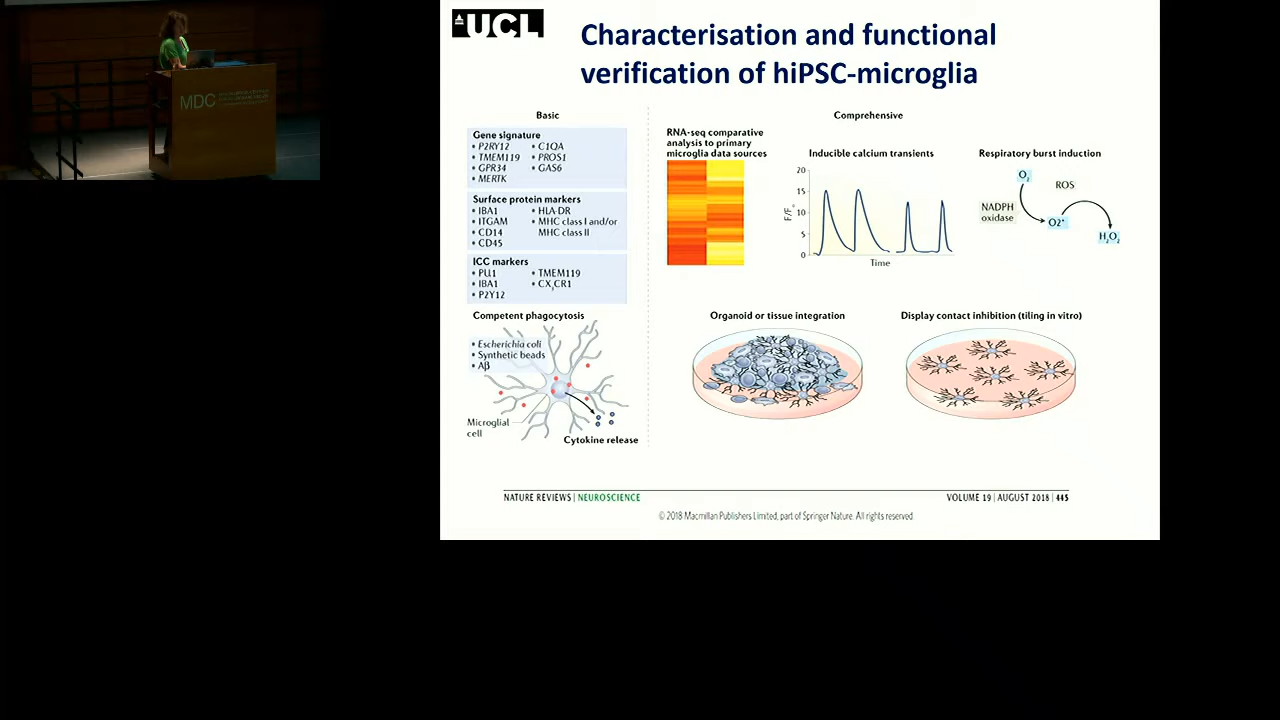 UCL
Characterisation and functional
verification of hiPSC-microglia
MDC
Basic
Gene signature
• P2RY12 • C1QA
• TMEM119 • PROS1
• GPR34 • GAS6
• MERTK
Surface protein markers
• IBA1 • HLA-DR
• ITGAM • MHC class I and/or
• CD14 MHC class II
• CD45
ICC markers
• PU.1 • TMEM119
• IBA1 • CX3CR1
• P2Y12
Competent phagocytosis
• Escherichia coli
• Synthetic beads
• Aβ
Microglial
cell
Cytokine release
Comprehensive
RNA-seq comparative
analysis to primary
microglia data sources
Inducible calcium transients
20
15
10
5
0
F/F0
Time
Respiratory burst induction
O2
ROS
NADPH
oxidase
O2•
H2O2
Organoid or tissue integration
Display contact inhibition (tiling in vitro)
NATURE REVIEWS | NEUROSCIENCE
VOLUME 19 | AUGUST 2018 | 445
© 2018 Macmillan Publishers Limited, part of Springer Nature. All rights reserved.